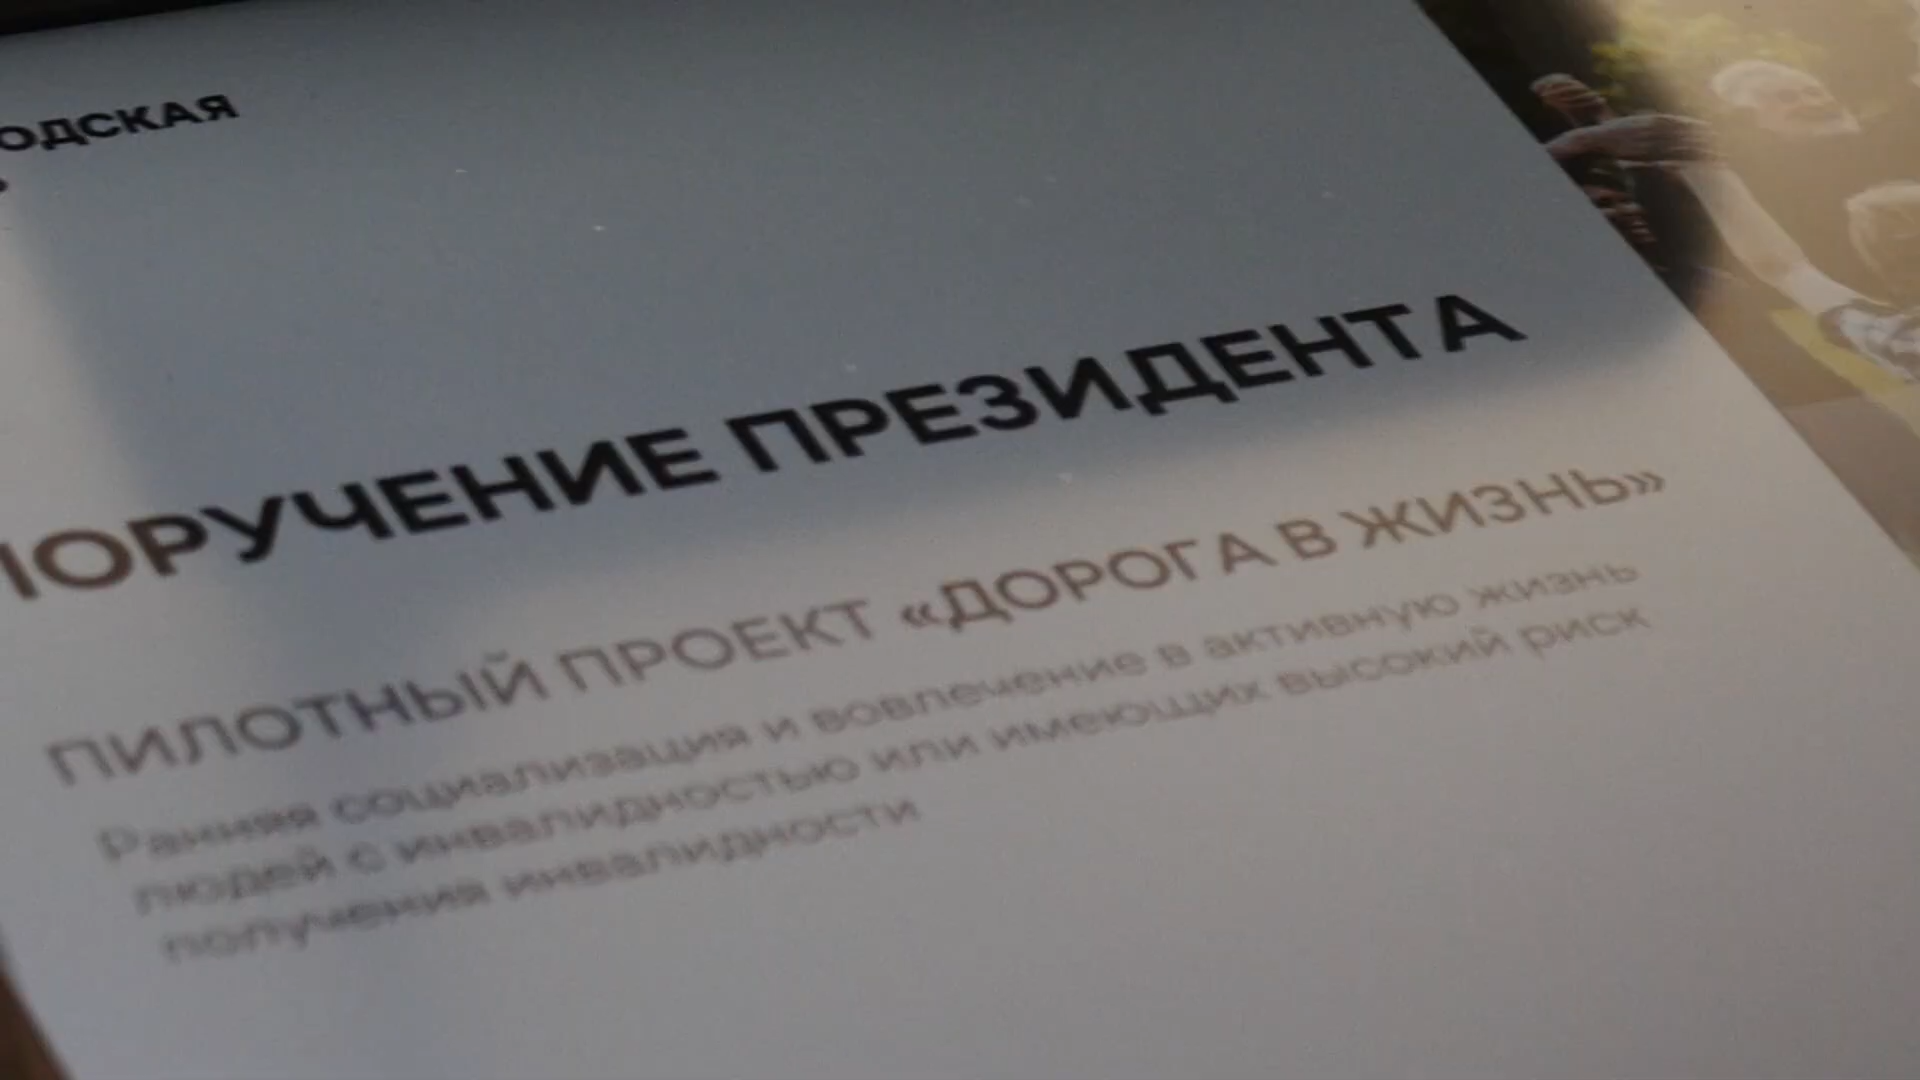 ОДСКАЯ
ПОРУЧЕНИЕ ПРЕЗИДЕНТА
ПИЛОТНЫЙ ПРОЕКТ «ДОРОГА В ЖИЗНЬ»
Ранняя социализация и вовлечение в активную жизнь
людей с инвалидностью или имеющих высокий риск
получения инвалидности